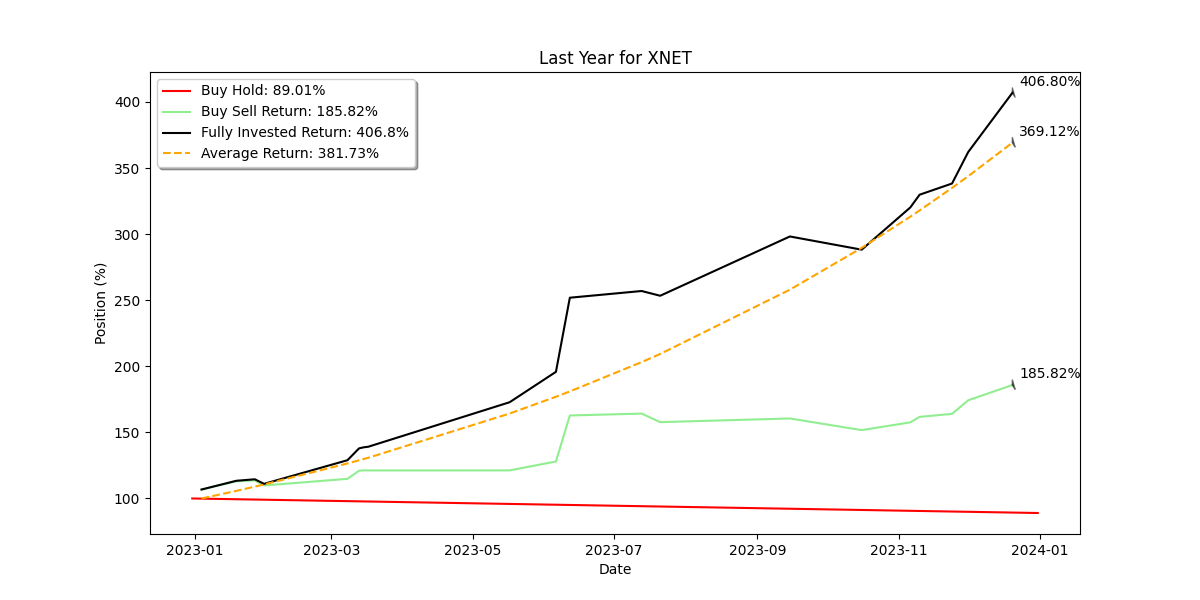 Last Year for XNET
Buy Hold: 89.01%
Buy Sell Return: 185.82%
Fully Invested Return: 406.8%
Average Return: 381.73%
406.80%
369.12%
185.82%
Position (%)
400
350
300
250
200
150
100
2023-01
2023-03
2023-05
2023-07
2023-09
2023-11
2024-01
Date